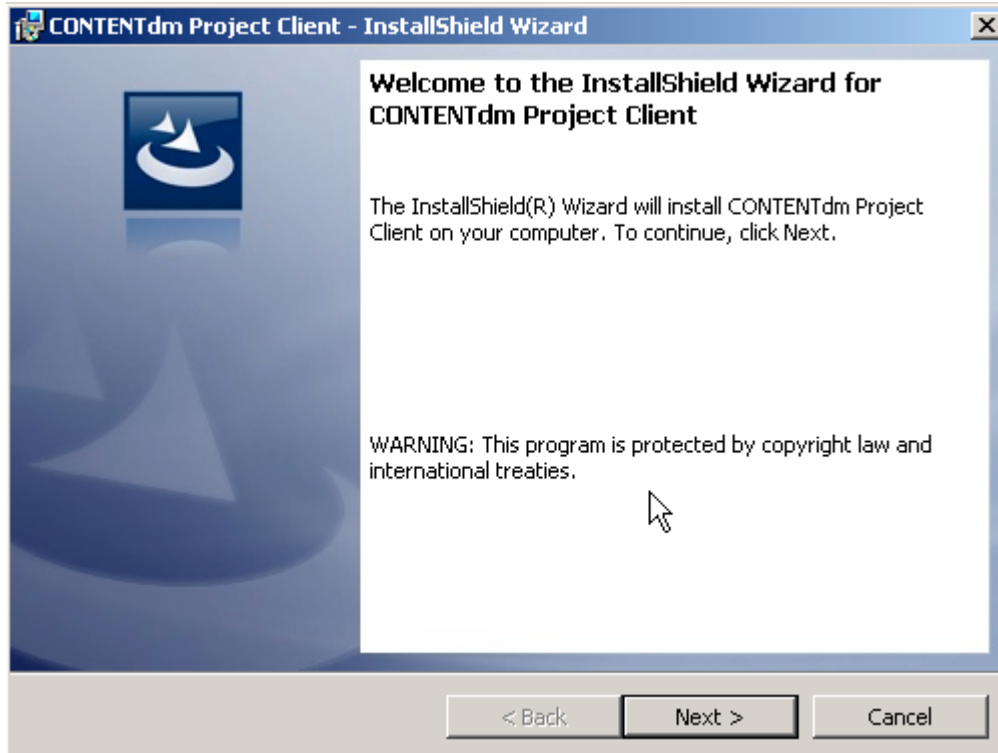 CONTENTdm Project Client - InstallShield Wizard
Welcome to the InstallShield Wizard for
CONTENTdm Project Client
The InstallShield(R) Wizard will install CONTENTdm Project
Client on your computer. To continue, click Next.
WARNING: This program is protected by copyright law and
international treaties.
< Back Next > Cancel